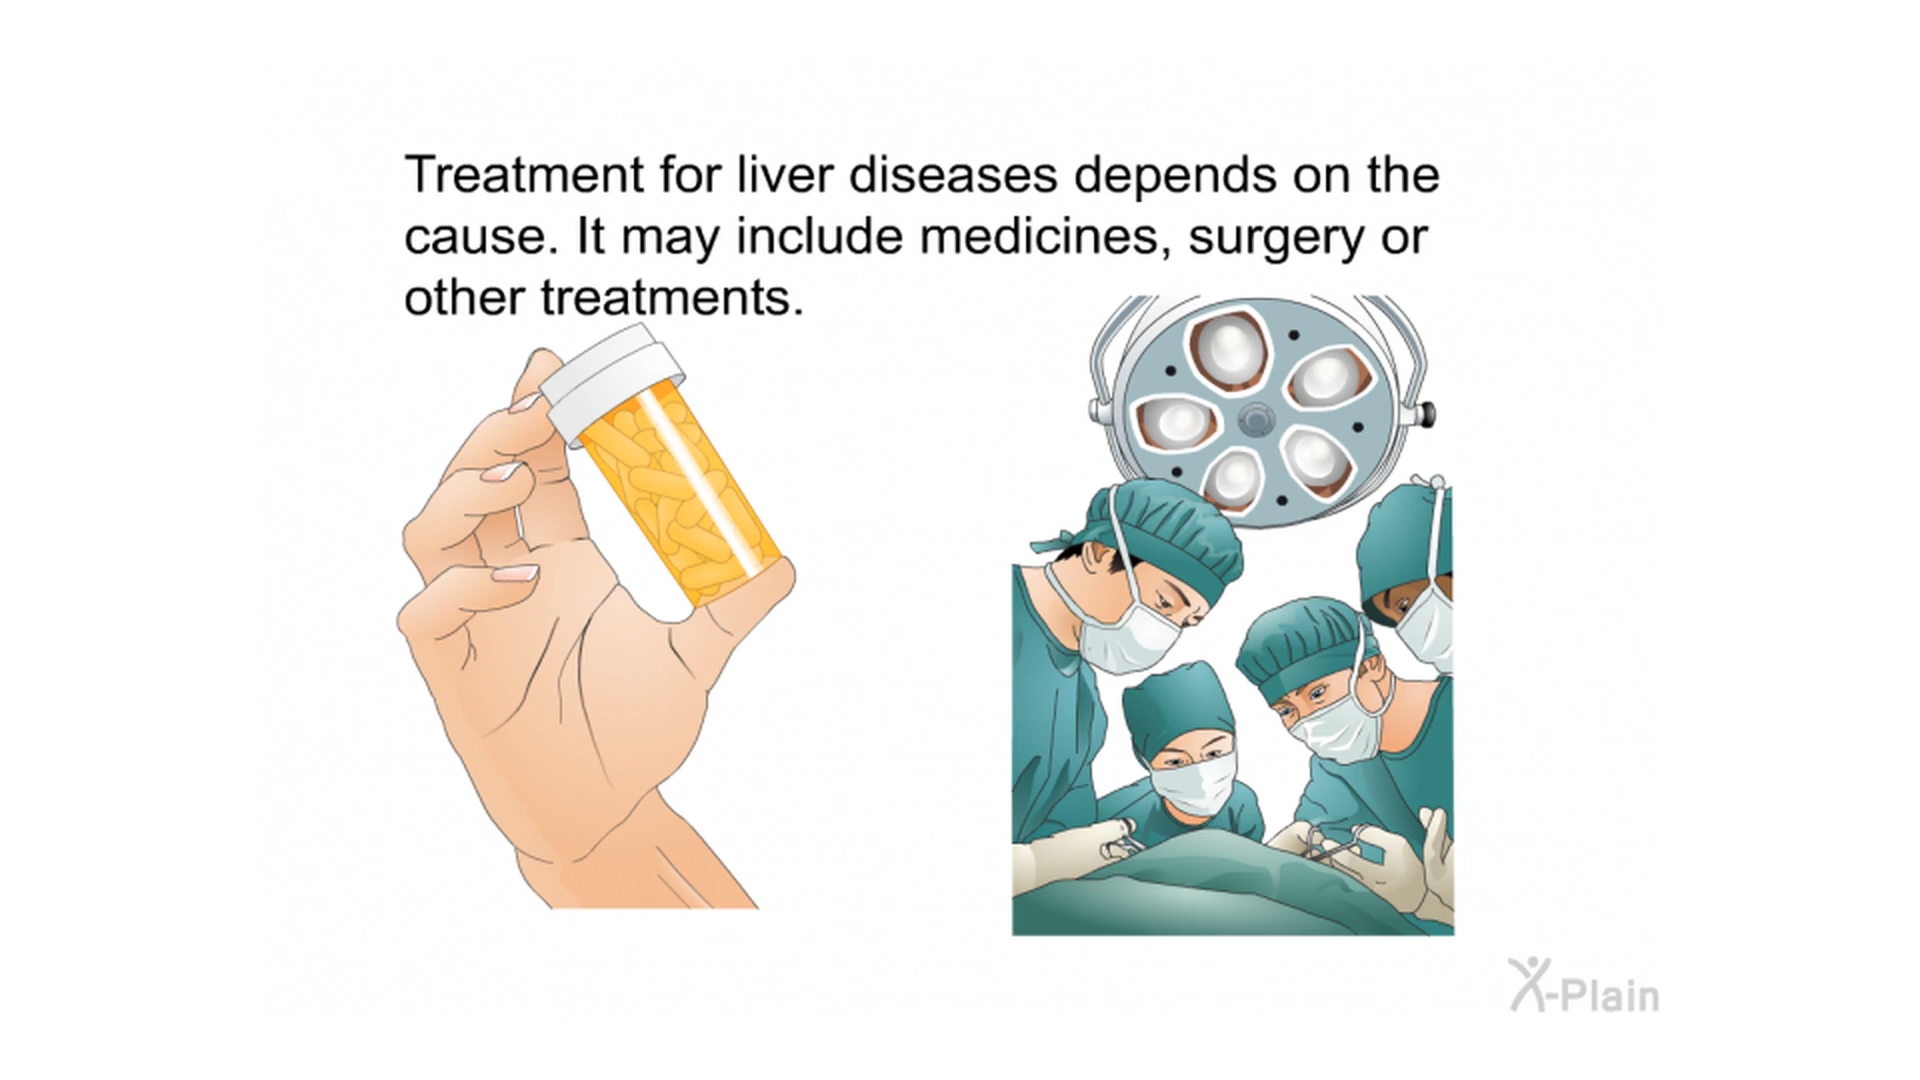 Treatment for liver diseases depends on the
cause. It may include medicines, surgery or
other treatments.
X-Plain